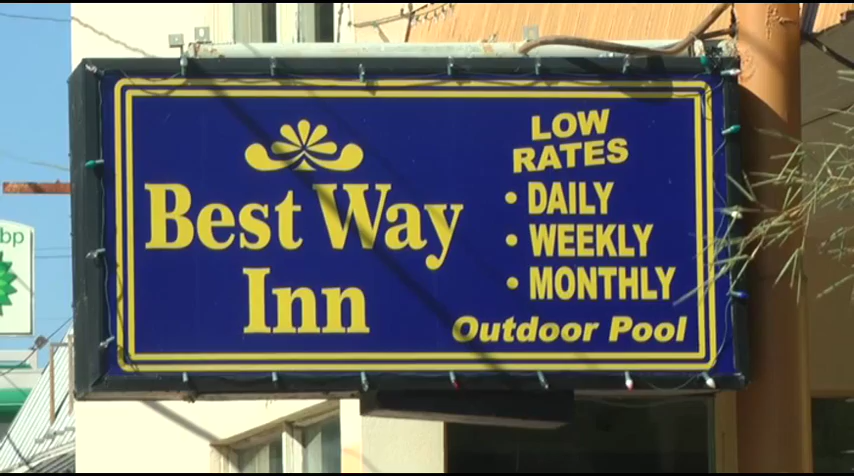 Best Way
Inn
LOW
RATES
• DAILY
• WEEKLY
• MONTHLY
Outdoor Pool
bp